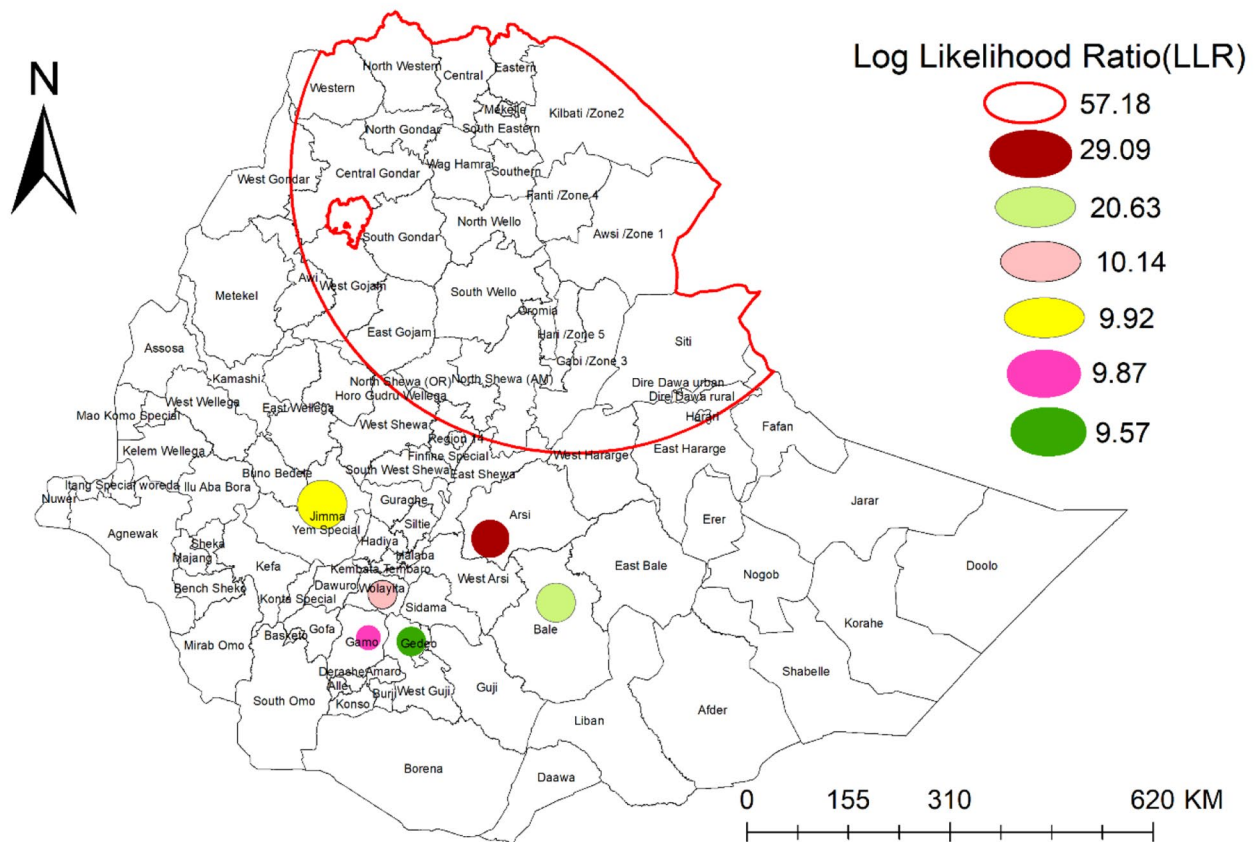 N
Log Likelihood Ratio(LLR)
57.18
29.09
20.63
10.14
9.92
9.87
9.57
North Western
Central
Eastern
Western
Mekelle
Kilbati /Zone2
North Gondar
South Eastern
Wag Hamra
Central Gondar
Southern
West Gondar
Fanti /Zone 4
North Wello
South Gondar
Awsi /Zone 1
Awi
West Gojam
Metekel
South Wello
Oromia
East Gojam
Hari /Zone 5
Siti
Assosa
Gabi /Zone 3
Kamashi
North Shewa (OR)
North Shewa (AM)
Dire Dawa urban
Horo Gudru Wellega
Dire Dawa rural
West Wellega
East Wellega
Mao Komo Special
Harari
West Shewa
Fafan
Region 14
Kelem Wellega
Finfine Special
West Hararge
East Hararge
Buno Bedele
South West Shewa
East Shewa
Itang Special woreda
Ilu Aba Bora
Nuwer
Guraghe
Jarar
Jimma
Siltie
Arsi
Erer
Agnewak
Yem Special
Hadiya
Sheka
Halaba
Majang
Kefa
Kembata Tembaro
East Bale
Doolo
West Arsi
Nogob
Bench Sheko
Dawuro
Wolayita
Konta Special
Sidama
Korahe
Gofa
Bale
Basketo
Mirab Omo
Gamo
Gedeo
Shabelle
Derashe
Amaro
Alle
Burji
West Guji
Guji
South Omo
Konso
Afder
Liban
Borena
Daawa
0 155 310 620 KM